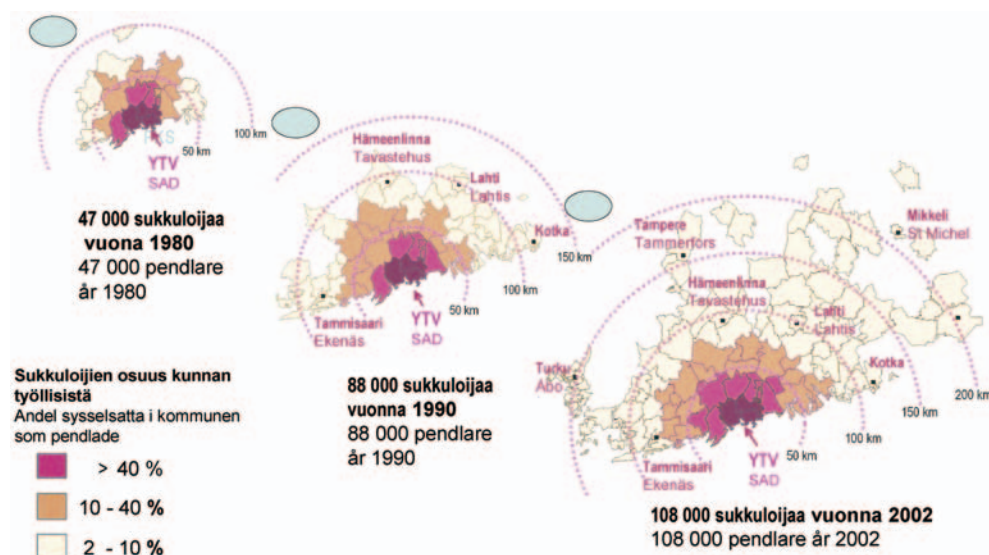 100 km
50 km
YTV
SAD
47 000 sukkuloijaa
vuona 1980
47 000 pendlare
år 1980
Hämeenlinna
Tavastehus
Lahti
Lahtis
Kotka
150 km
100 km
50 km
Tammisaari
Ekenäs
YTV
SAD
88 000 sukkuloijaa
vuonna 1990
88 000 pendlare
år 1990
Mikkeli
St Michel
Tampere
Tammerfors
Hämeenlinna
Tavastehus
Lahti
Lahtis
Turku
Åbo
Kotka
200 km
150 km
100 km
50 km
Tammisaari
Ekenäs
YTV
SAD
108 000 sukkuloijaa vuonna 2002
108 000 pendlare år 2002
Sukkuloijien osuus kunnan
työllisistä
Andel sysselsatta i kommunen
som pendlade
> 40 %
10 - 40 %
2 - 10 %